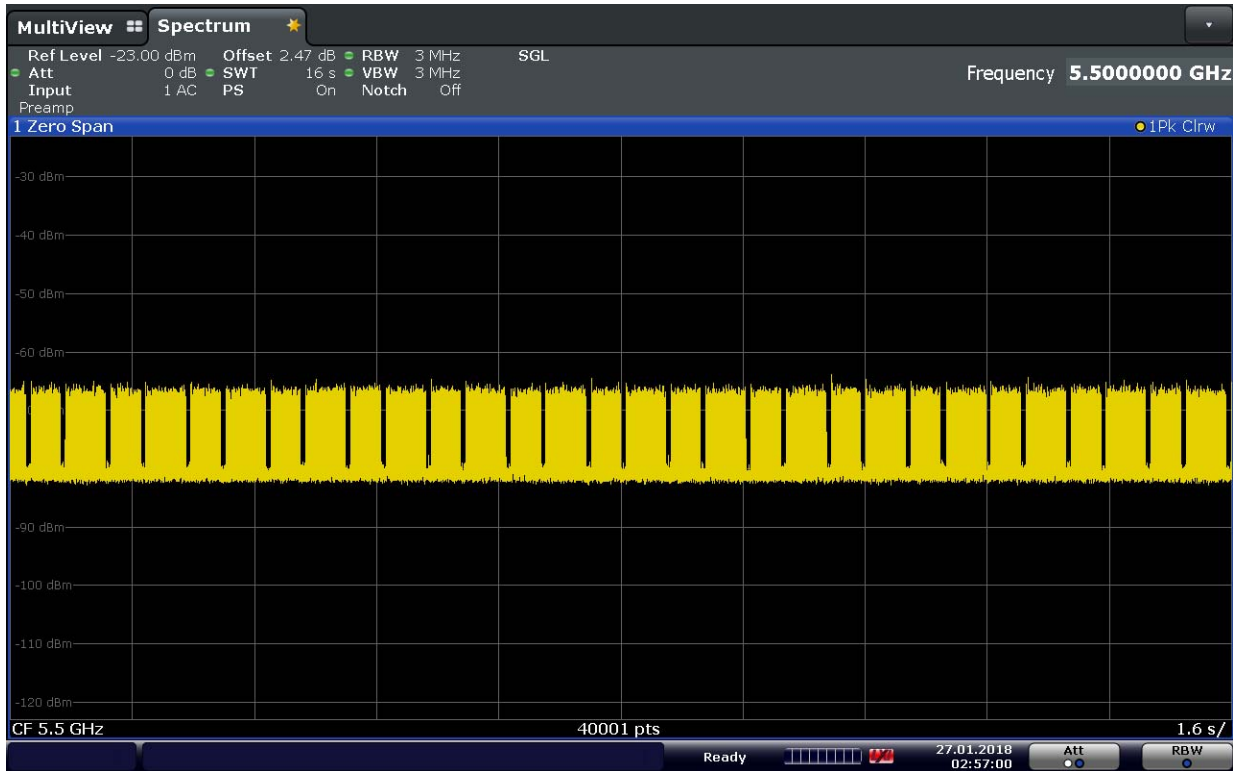 MultiView Spectrum
Ref Level -23.00 dBm Offset 2.47 dB RBW 3 MHz SGL
Att 0 dB SWT 16 s VBW 3 MHz Frequency 5.5000000 GHz
Input 1 AC PS On Notch Off
Preamp
1 Zero Span 1Pk Clrw
-30 dBm
-40 dBm
-50 dBm
-60 dBm
-90 dBm
-100 dBm
-110 dBm
-120 dBm
CF 5.5 GHz 40001 pts 1.6 s/
Ready 27.01.2018 02:57:00 Att RBW